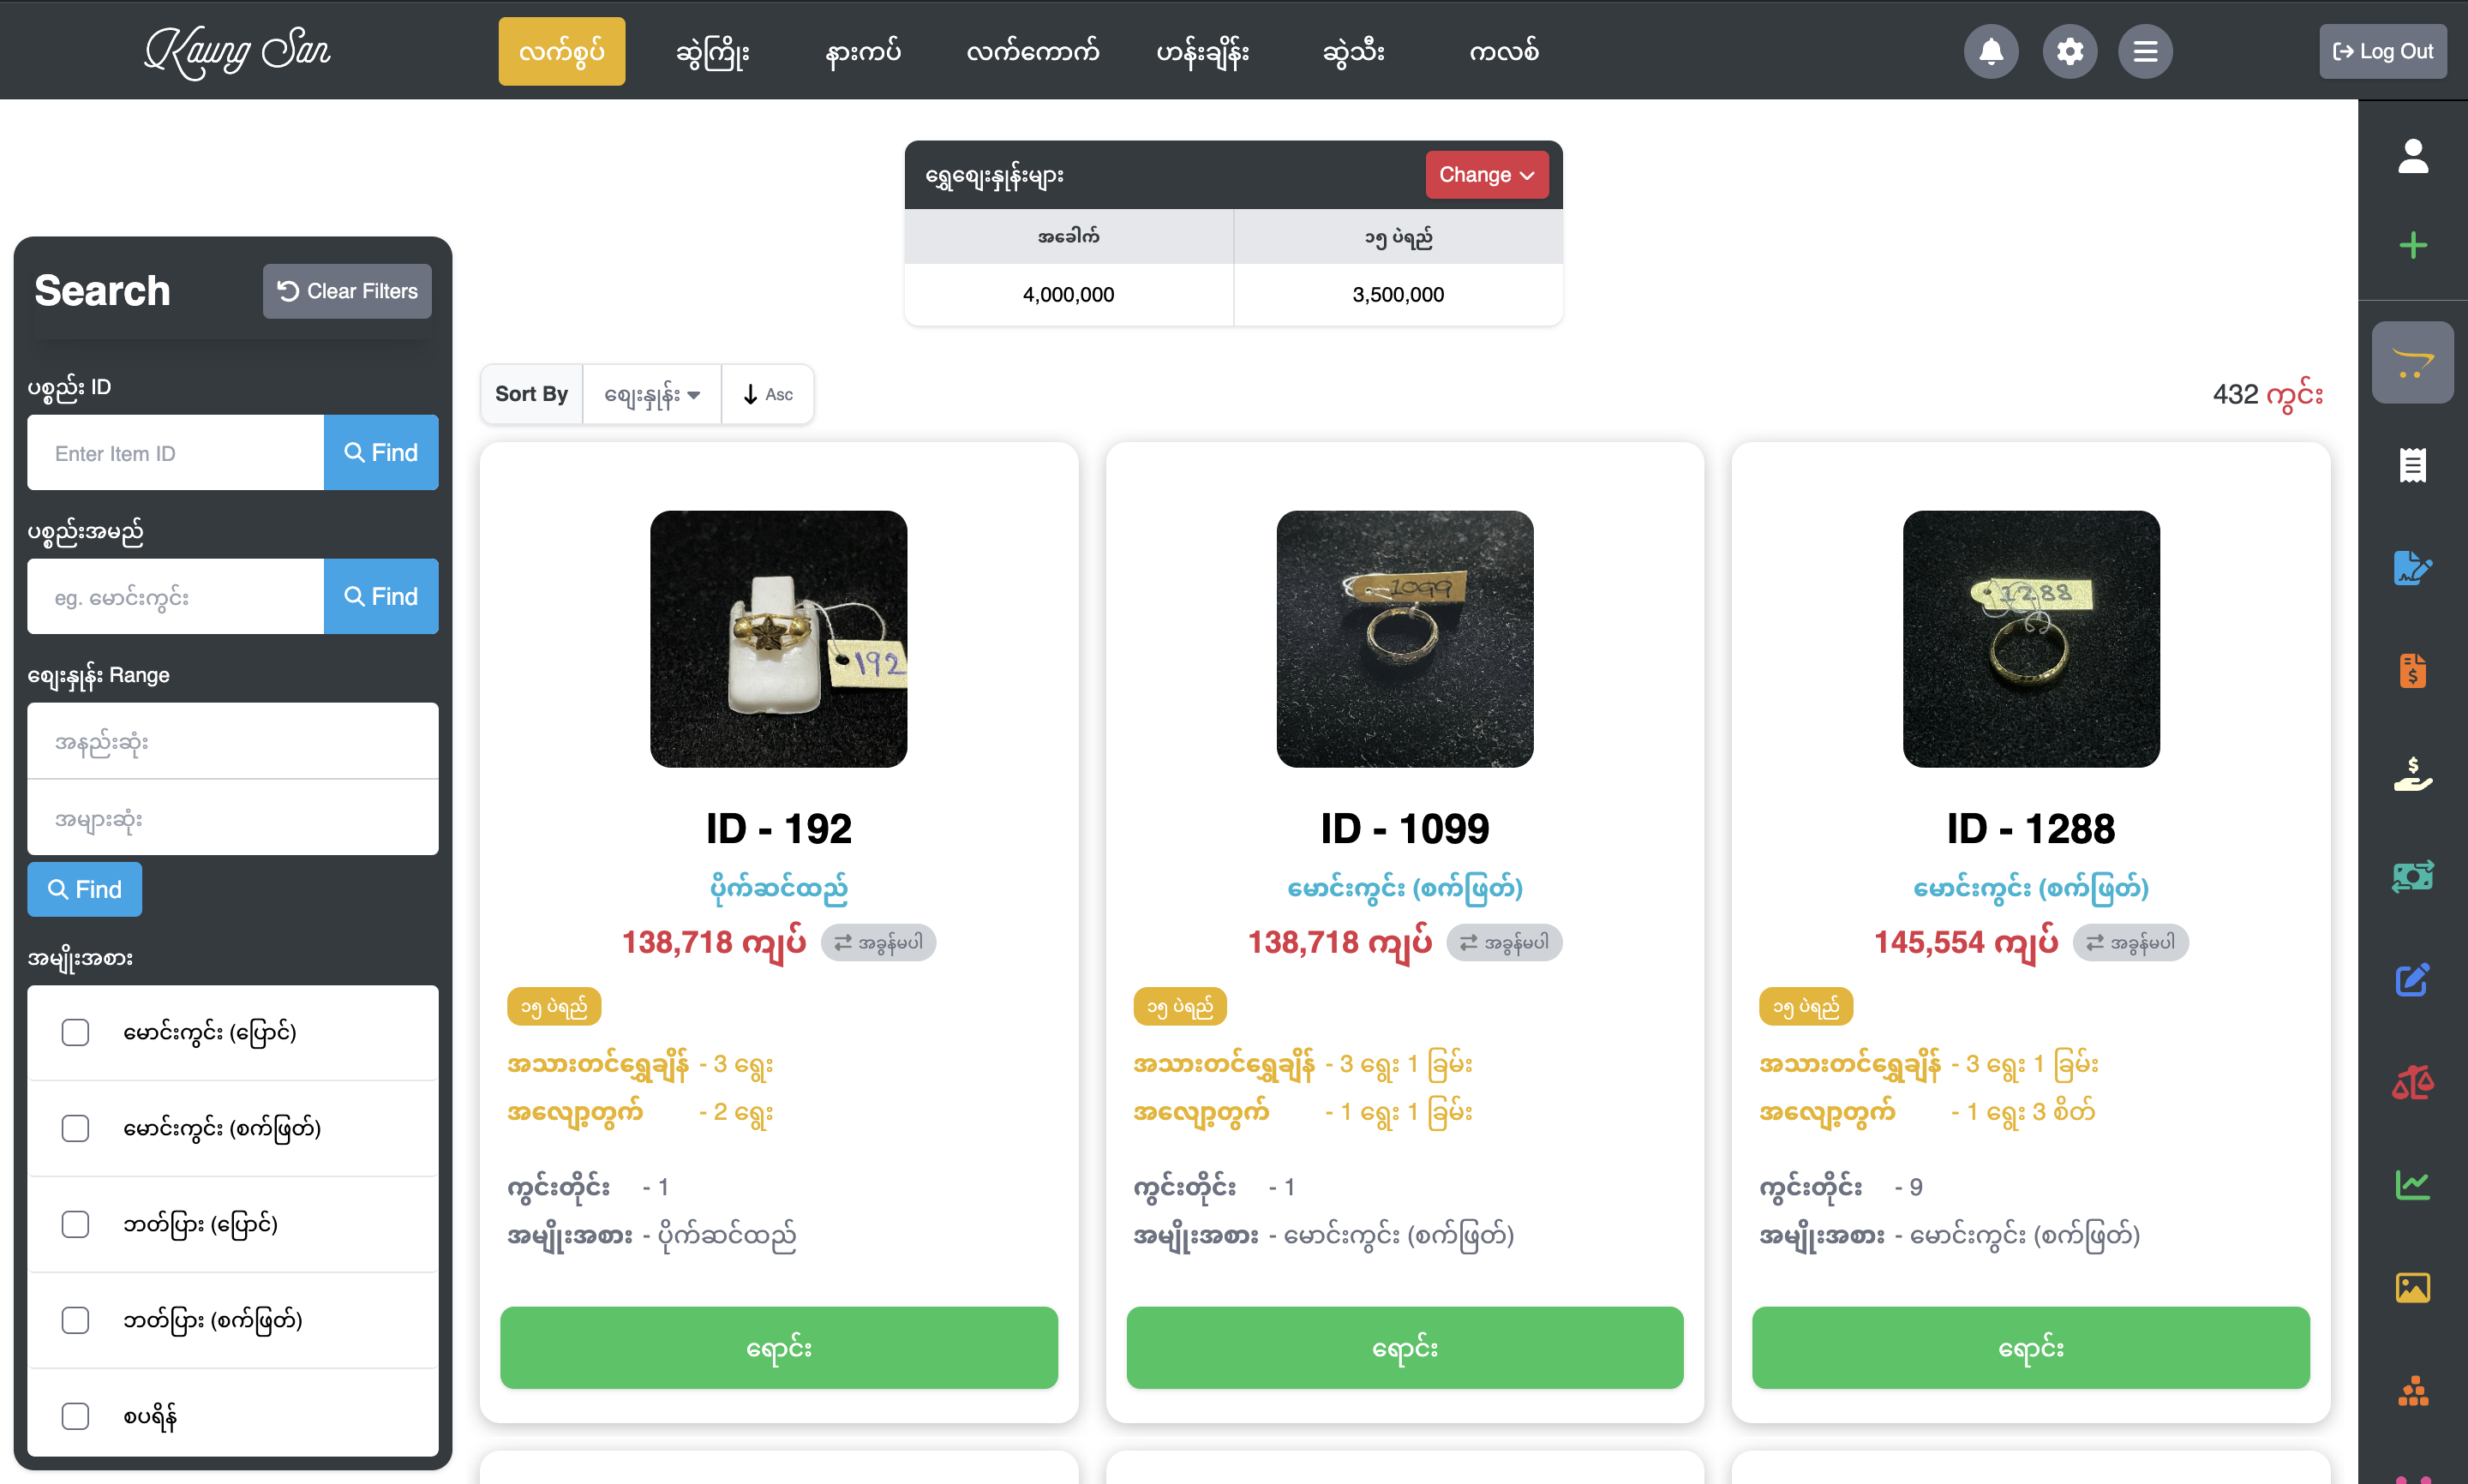 Kaung San
လက်စွပ် ဆွဲကြိုး နားကပ် လက်ကောက် ဟန်းချိန်း ဆွဲသီး ကလစ်
Log Out
ရွှေစျေးနှုန်းများ
Change
အခေါက် ၁၅ ပဲရည်
4,000,000 3,500,000
Search
Clear Filters
ပစ္စည်း ID
Enter Item ID
Find
ပစ္စည်းအမည်
eg. မောင်းကွင်း
Find
စျေးနှုန်း Range
အနည်းဆုံး
အများဆုံး
Find
အမျိုးအစား
မောင်းကွင်း (ပြောင်)
မောင်းကွင်း (စက်ဖြတ်)
ဘတ်ပြား (ပြောင်)
ဘတ်ပြား (စက်ဖြတ်)
စပရိန်
Sort By စျေးနှုန်း Asc
432 ကွင်း
192
ID - 192
ပိုက်ဆင်ထည်
138,718 ကျပ် အခွန်မပါ
၁၅ ပဲရည်
အသားတင်ရွှေချိန် - 3 ရွေး
အလျော့တွက် - 2 ရွေး
ကွင်းတိုင်း - 1
အမျိုးအစား - ပိုက်ဆင်ထည်
ရောင်း
1099
ID - 1099
မောင်းကွင်း (စက်ဖြတ်)
138,718 ကျပ် အခွန်မပါ
၁၅ ပဲရည်
အသားတင်ရွှေချိန် - 3 ရွေး 1 ခြမ်း
အလျော့တွက် - 1 ရွေး 1 ခြမ်း
ကွင်းတိုင်း - 1
အမျိုးအစား - မောင်းကွင်း (စက်ဖြတ်)
ရောင်း
1288
ID - 1288
မောင်းကွင်း (စက်ဖြတ်)
145,554 ကျပ် အခွန်မပါ
၁၅ ပဲရည်
အသားတင်ရွှေချိန် - 3 ရွေး 1 ခြမ်း
အလျော့တွက် - 1 ရွေး 3 စိတ်
ကွင်းတိုင်း - 9
အမျိုးအစား - မောင်းကွင်း (စက်ဖြတ်)
ရောင်း